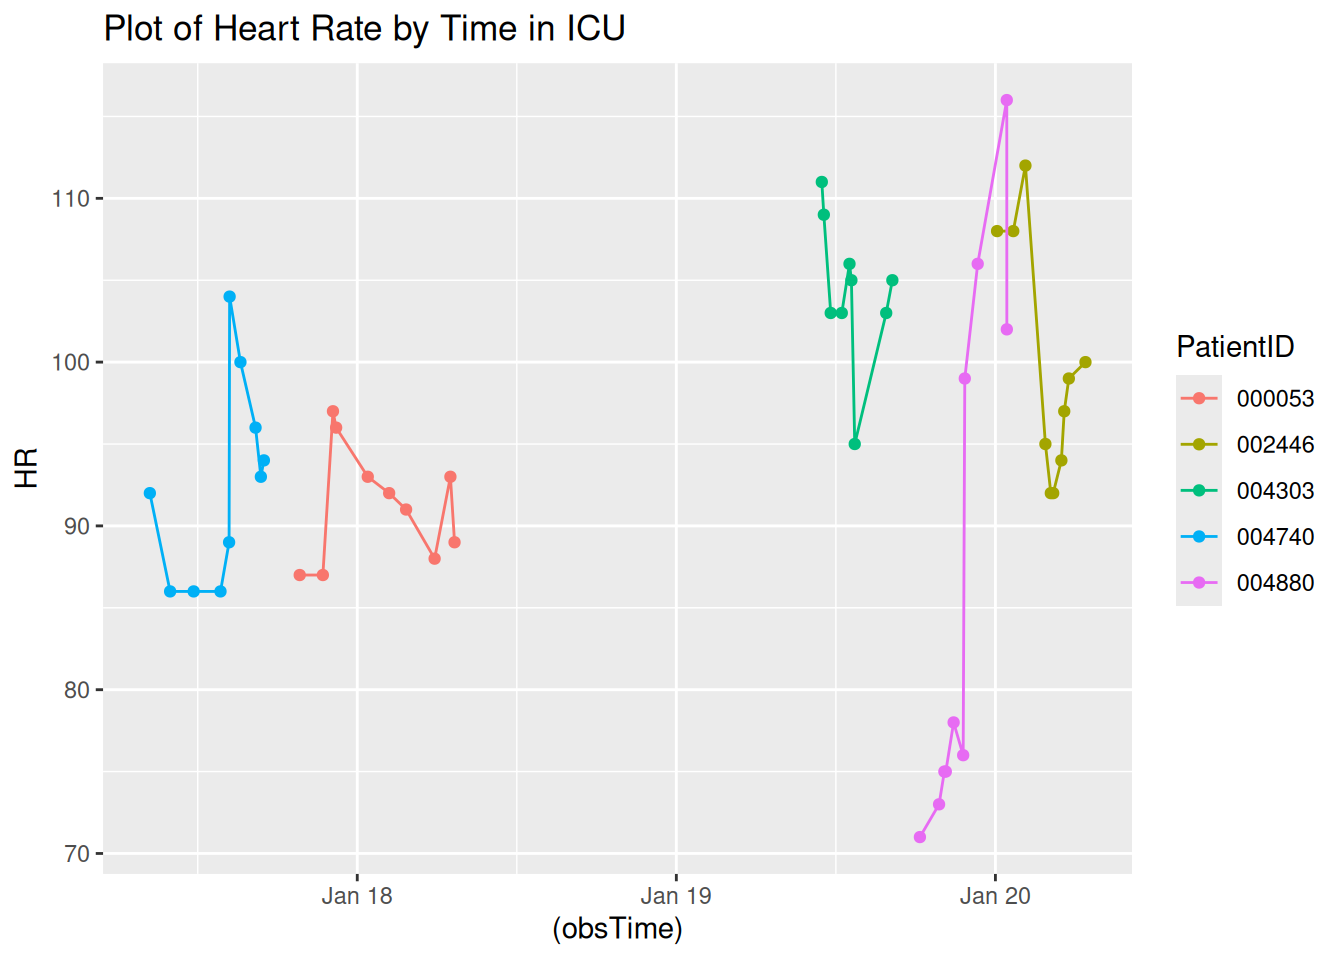 Plot of Heart Rate by Time in ICU
HR
110
100
90
80
70
Jan 18 Jan 19 Jan 20
(obsTime)
PatientID
000053
002446
004303
004740
004880